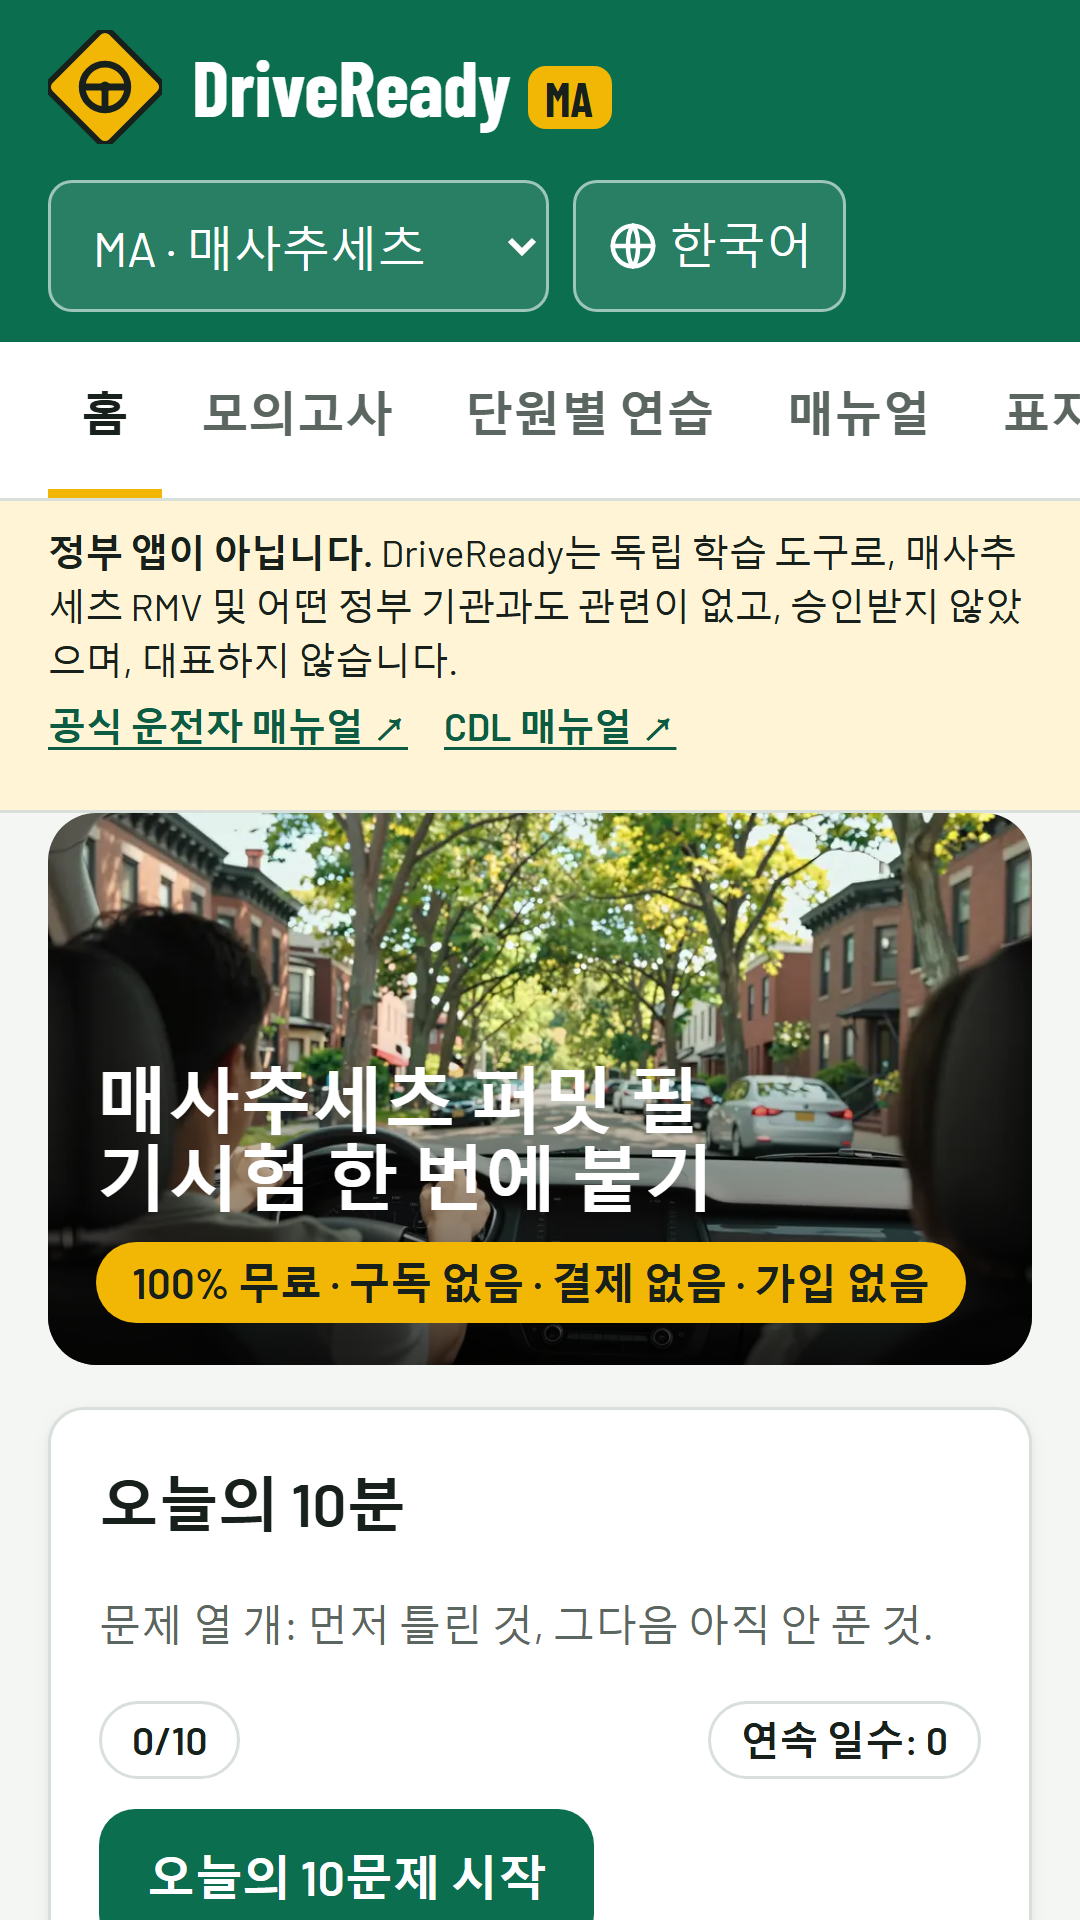 DriveReady MA
MA · 매사추세츠
한국어
홈 모의고사 단원별 연습 매뉴얼
정부 앱이 아닙니다. DriveReady는 독립 학습 도구로, 매사추
세츠 RMV 및 어떤 정부 기관과도 관련이 없고, 승인받지 않았
으며, 대표하지 않습니다.
공식 운전자 매뉴얼 ↗ CDL 매뉴얼 ↗
매사추세츠 퍼밋 필
기시험 한 번에 붙기
100% 무료 · 구독 없음 · 결제 없음 · 가입 없음
오늘의 10분
문제 열 개: 먼저 틀린 것, 그다음 아직 안 푼 것.
0/10
연속 일수: 0
오늘의 10문제 시작